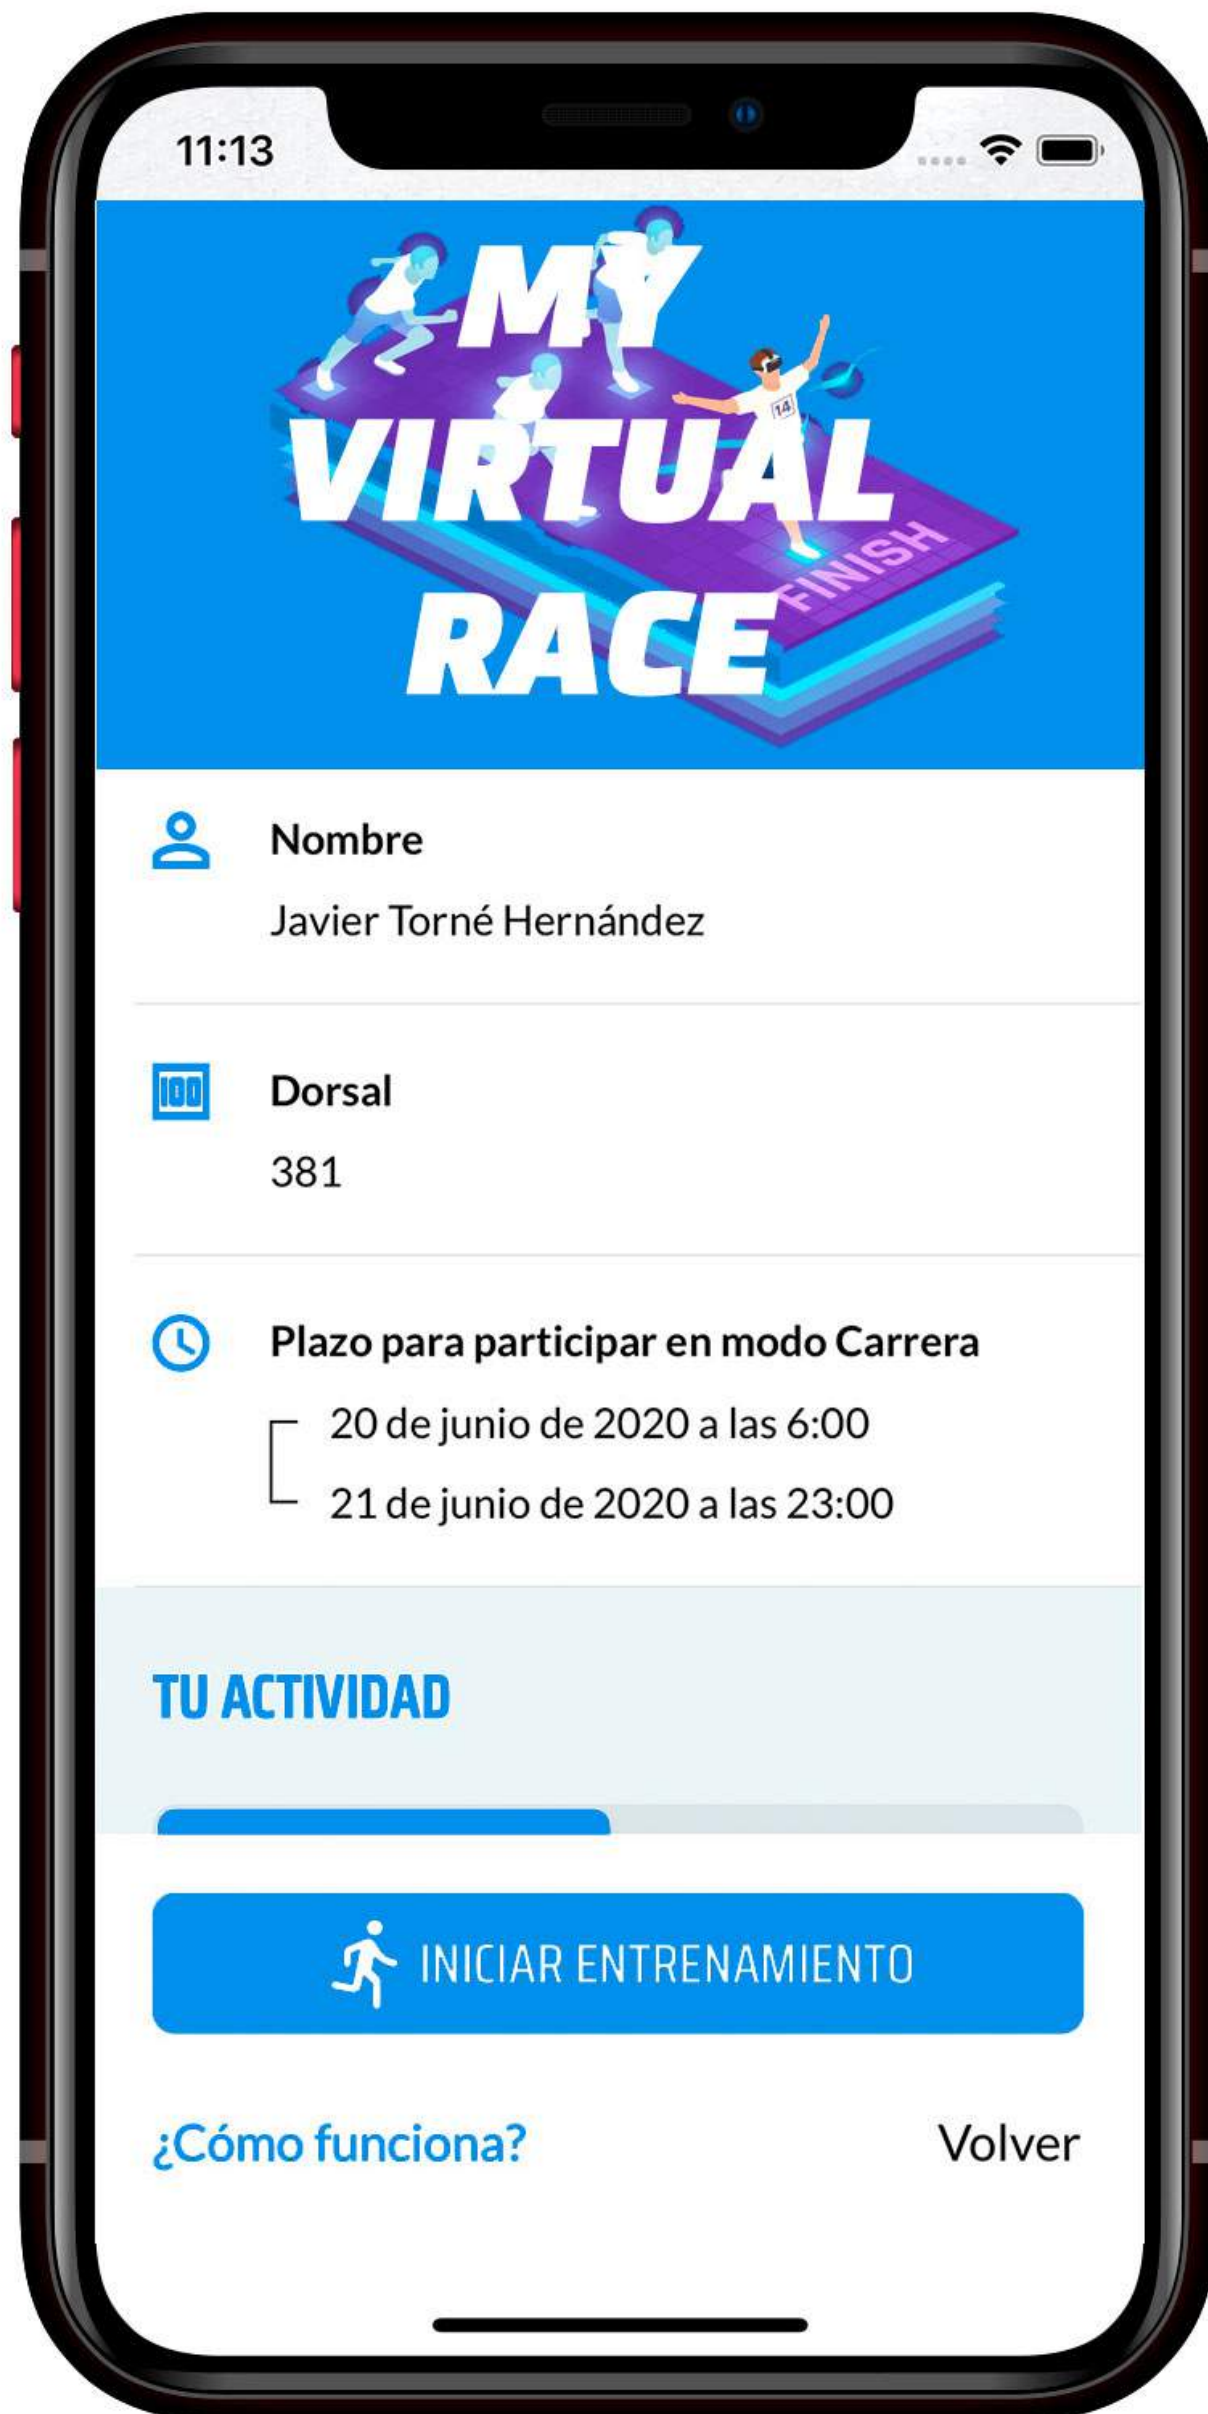 11:13
MY
VIRTUAL
RACE
14
FINISH
Nombre
Javier Torné Hernández
100
Dorsal
381
Plazo para participar en modo Carrera
20 de junio de 2020 a las 6:00
21 de junio de 2020 a las 23:00
TU ACTIVIDAD
INICIAR ENTRENAMIENTO
¿Cómo funciona?
Volver